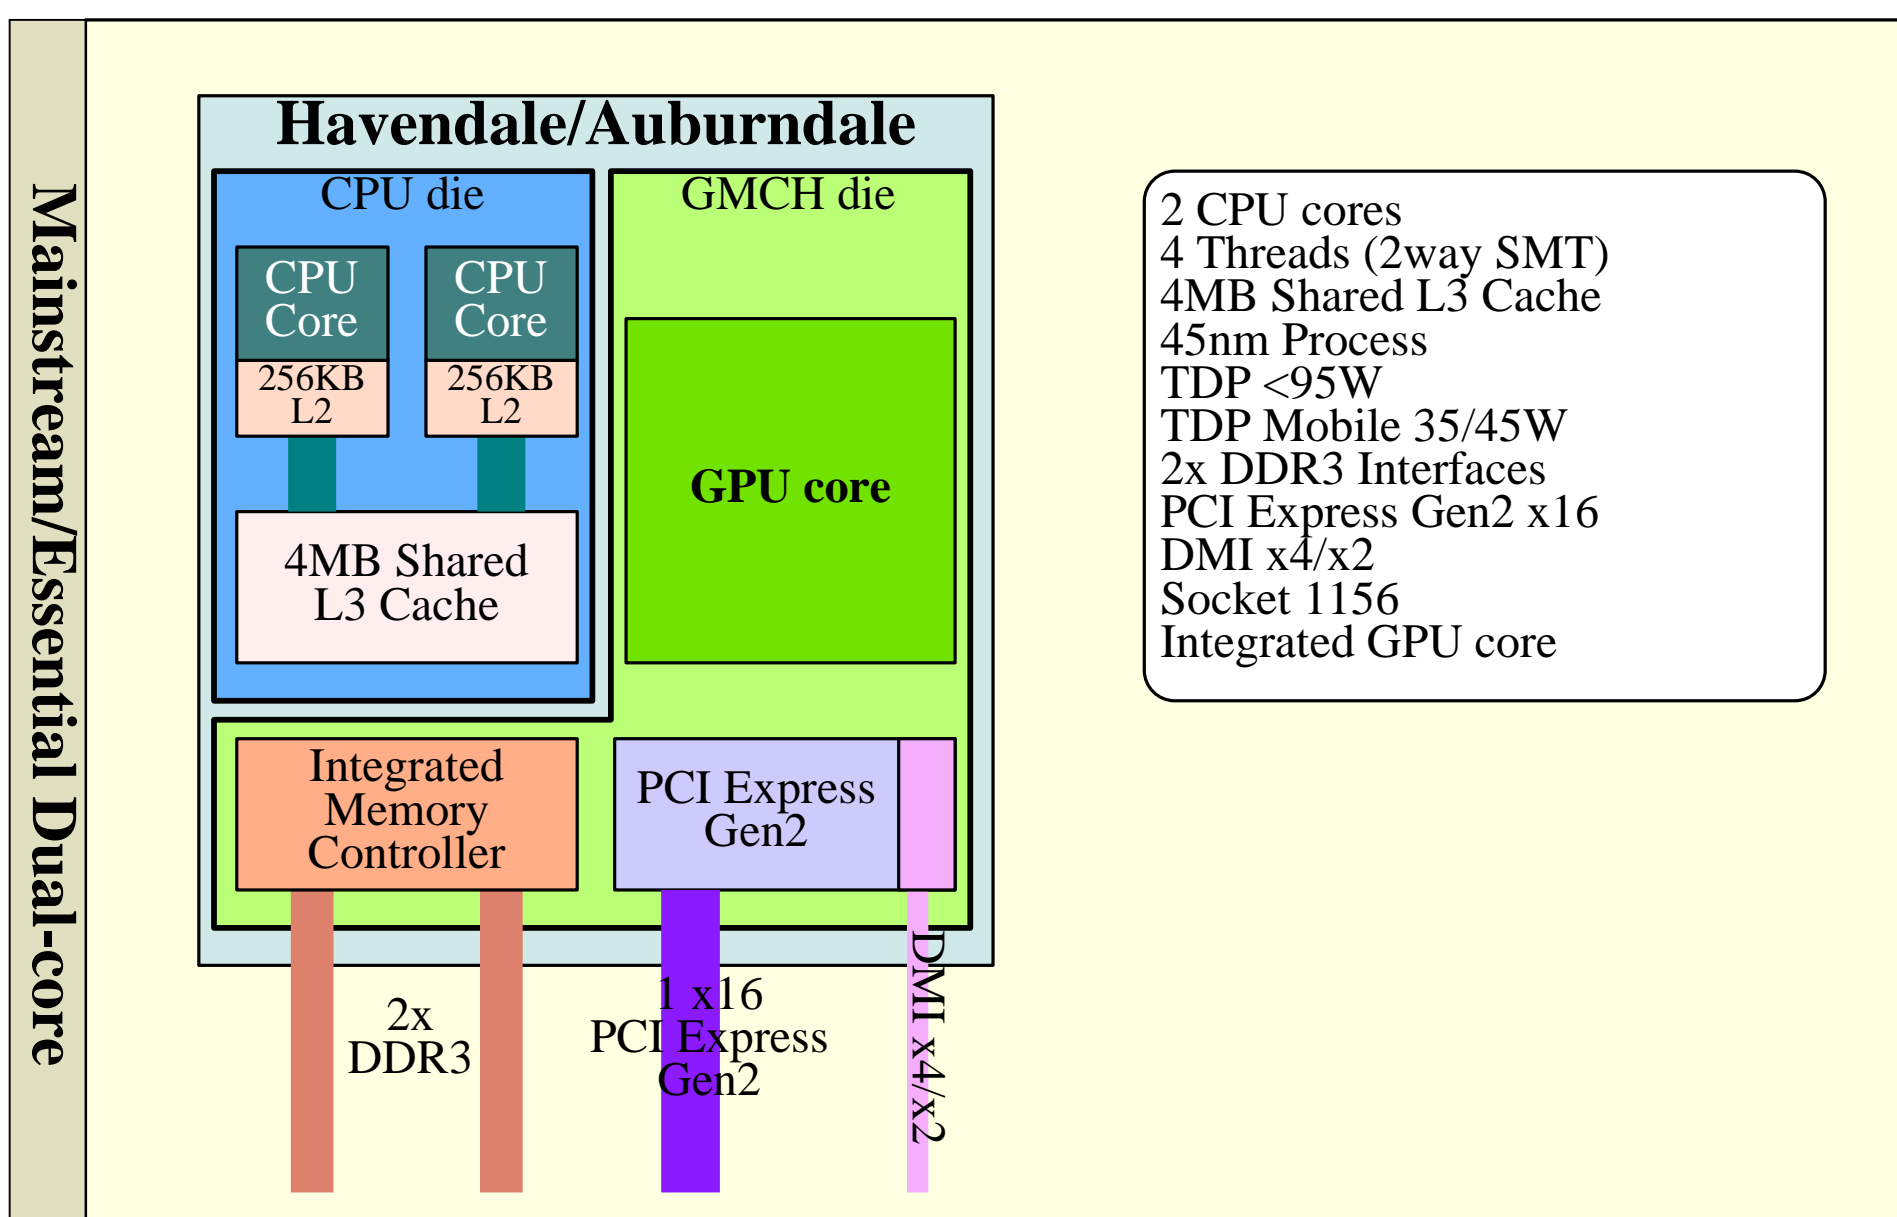 Mainstream/Essential Dual-core
Havendale/Auburndale
CPU die
GMCH die
CPU
Core
CPU
Core
256KB
L2
256KB
L2
4MB Shared
L3 Cache
GPU core
Integrated
Memory
Controller
PCI Express
Gen2
2x
DDR3
1 x16
PCI Express
Gen2
DMI x4/x2
2 CPU cores
4 Threads (2way SMT)
4MB Shared L3 Cache
45nm Process
TDP <95W
TDP Mobile 35/45W
2x DDR3 Interfaces
PCI Express Gen2 x16
DMI x4/x2
Socket 1156
Integrated GPU core